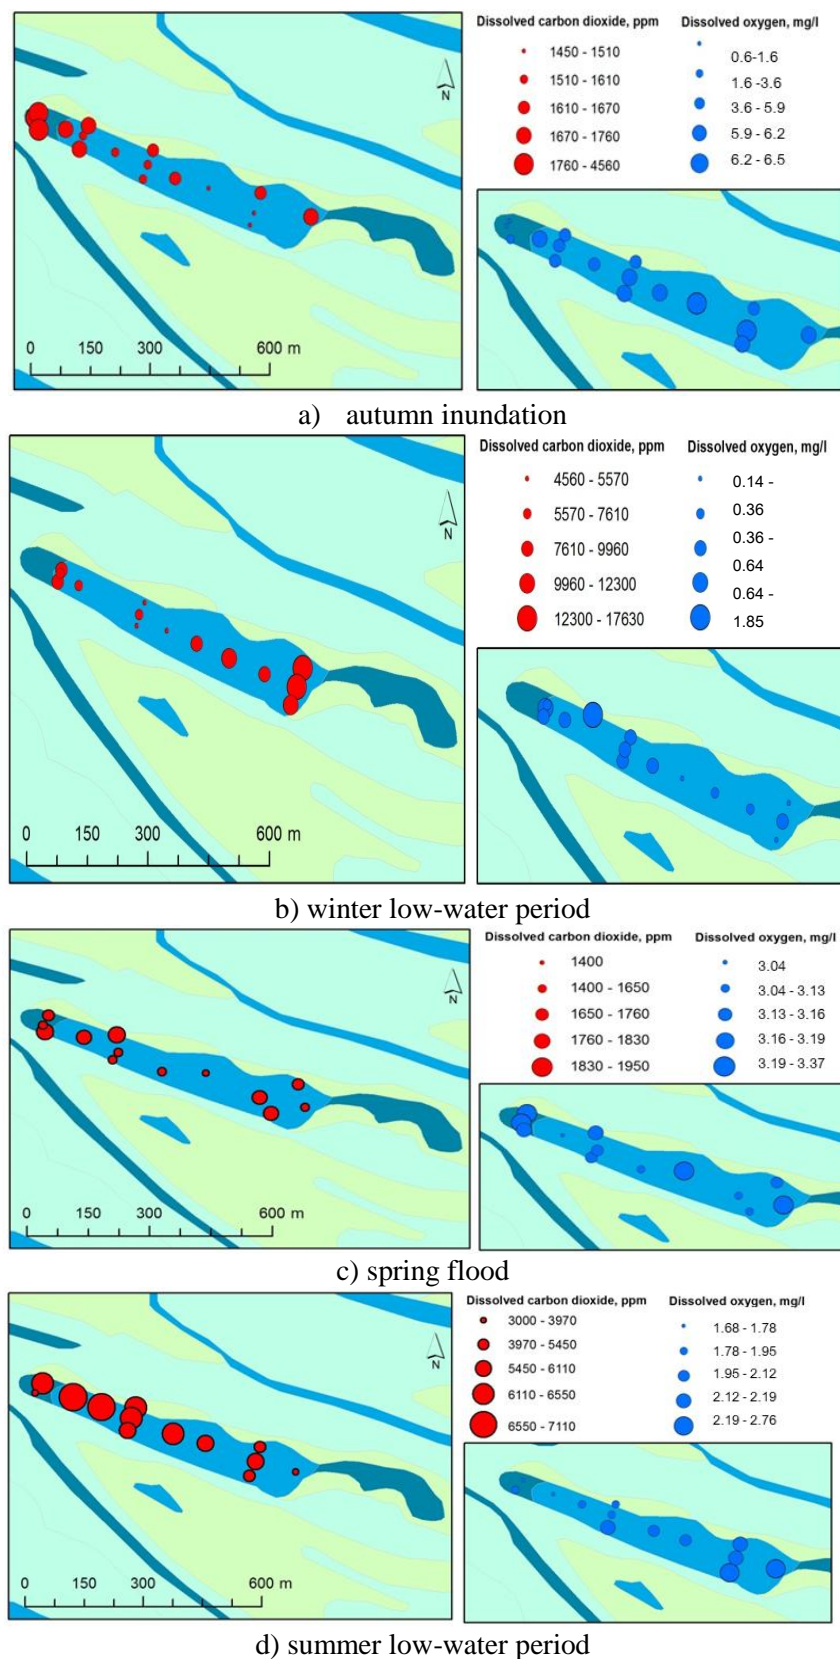 Dissolved carbon dioxide, ppm
1450 - 1510
1510 - 1610
1610 - 1670
1670 - 1760
1760 - 4560
Dissolved oxygen, mg/l
0.6-1.6
1.6 -3.6
3.6 - 5.9
5.9 - 6.2
6.2 - 6.5
N
0 150 300 600 m
a) autumn inundation
Dissolved carbon dioxide, ppm
4560 - 5570
5570 - 7610
7610 - 9960
9960 - 12300
12300 - 17630
Dissolved oxygen, mg/l
0.14 -
0.36
0.36 -
0.64
0.64 -
1.85
N
0 150 300 600 m
b) winter low-water period
Dissolved carbon dioxide, ppm
1400
1400 - 1650
1650 - 1760
1760 - 1830
1830 - 1950
Dissolved oxygen, mg/l
3.04
3.04 - 3.13
3.13 - 3.16
3.16 - 3.19
3.19 - 3.37
N
0 150 300 600 m
c) spring flood
Dissolved carbon dioxide, ppm
3000 - 3970
3970 - 5450
5450 - 6110
6110 - 6550
6550 - 7110
Dissolved oxygen, mg/l
1.68 - 1.78
1.78 - 1.95
1.95 - 2.12
2.12 - 2.19
2.19 - 2.76
N
0 150 300 600 m
d) summer low-water period